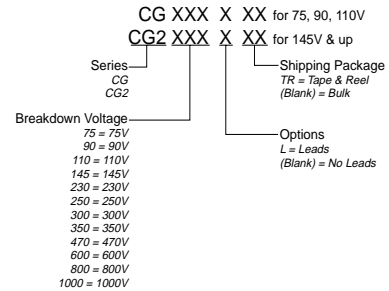 CG XXX X XX for 75, 90, 110V
CG2 XXX X XX for 145V & up
Series
CG
CG2
Shipping Package
TR = Tape & Reel
(Blank) = Bulk
Breakdown Voltage
75 = 75V
90 = 90V
110 = 110V
145 = 145V
230 = 230V
250 = 250V
300 = 300V
350 = 350V
470 = 470V
600 = 600V
800 = 800V
1000 = 1000V
Options
L = Leads
(Blank) = No Leads